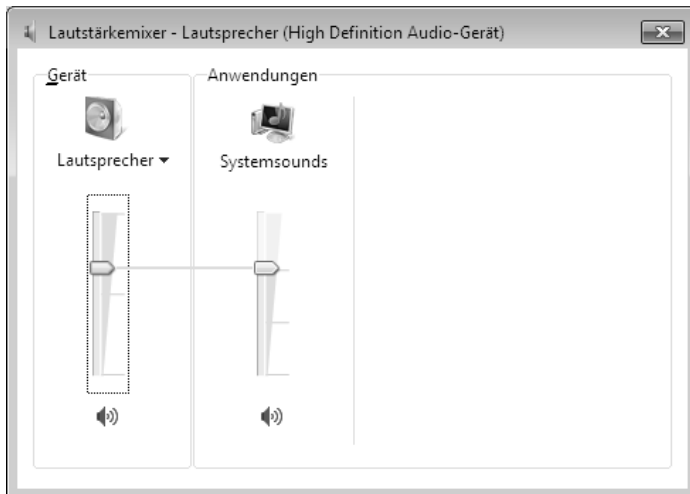 Lautstärkemixer - Lautsprecher (High Definition Audio-Gerät)
Gerät
Anwendungen
Lautsprecher
Systemsounds